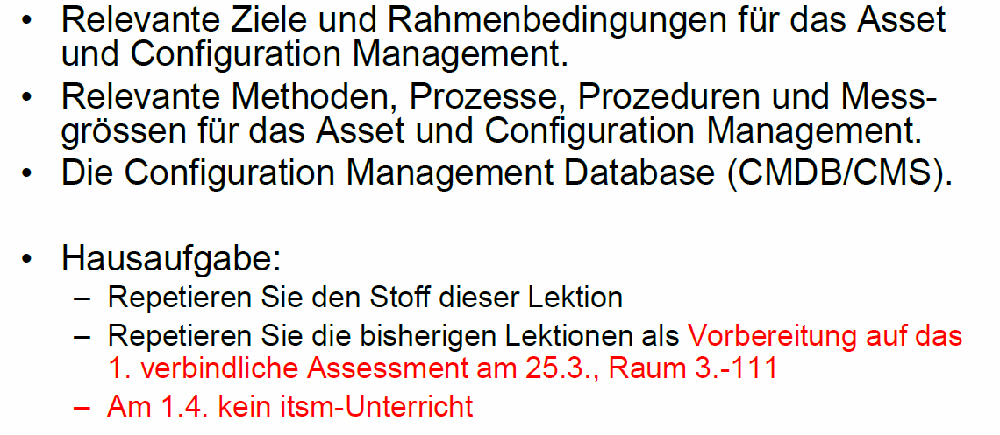 • Relevante Ziele und Rahmenbedingungen für das Asset
und Configuration Management.
• Relevante Methoden, Prozesse, Prozeduren und Mess-
grössen für das Asset und Configuration Management.
• Die Configuration Management Database (CMDB/CMS).
• Hausaufgabe:
– Repetieren Sie den Stoff dieser Lektion
– Repetieren Sie die bisherigen Lektionen als Vorbereitung auf das
1. verbindliche Assessment am 25.3., Raum 3.-111
– Am 1.4. kein itsm-Unterricht